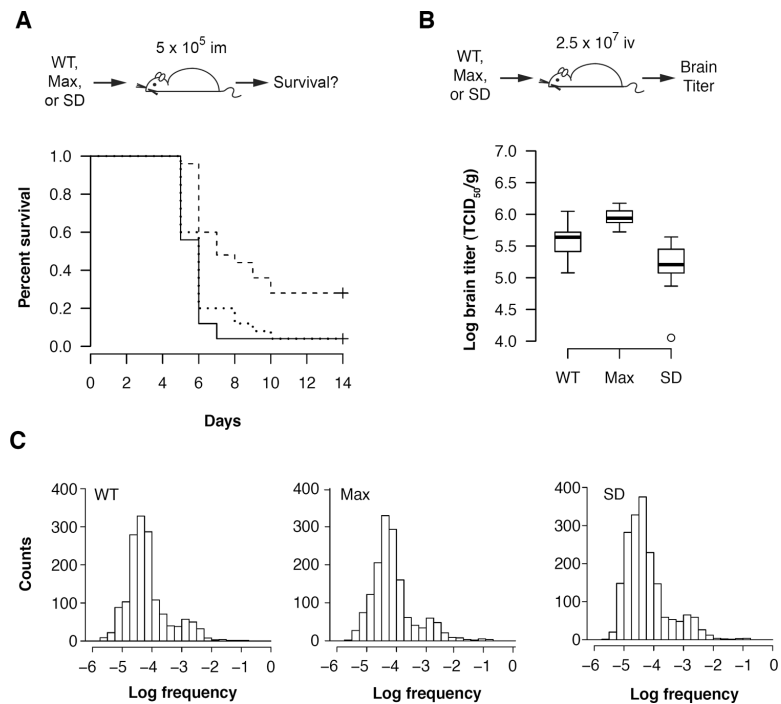 A
5 x 10⁵ im
WT,
Max,
or SD
Survival?
Percent survival
1.0
0.8
0.6
0.4
0.2
0.0
0 2 4 6 8 10 12 14
Days
B
2.5 x 10⁷ iv
WT,
Max,
or SD
Brain
Titer
Log brain titer (TCID₅₀/g)
7.0
6.5
6.0
5.5
5.0
4.5
4.0
WT Max SD
C
Counts
WT
400
300
200
100
0
−6 −5 −4 −3 −2 −1 0
Log frequency
Max
400
300
200
100
0
−6 −5 −4 −3 −2 −1 0
Log frequency
SD
400
300
200
100
0
−6 −5 −4 −3 −2 −1 0
Log frequency